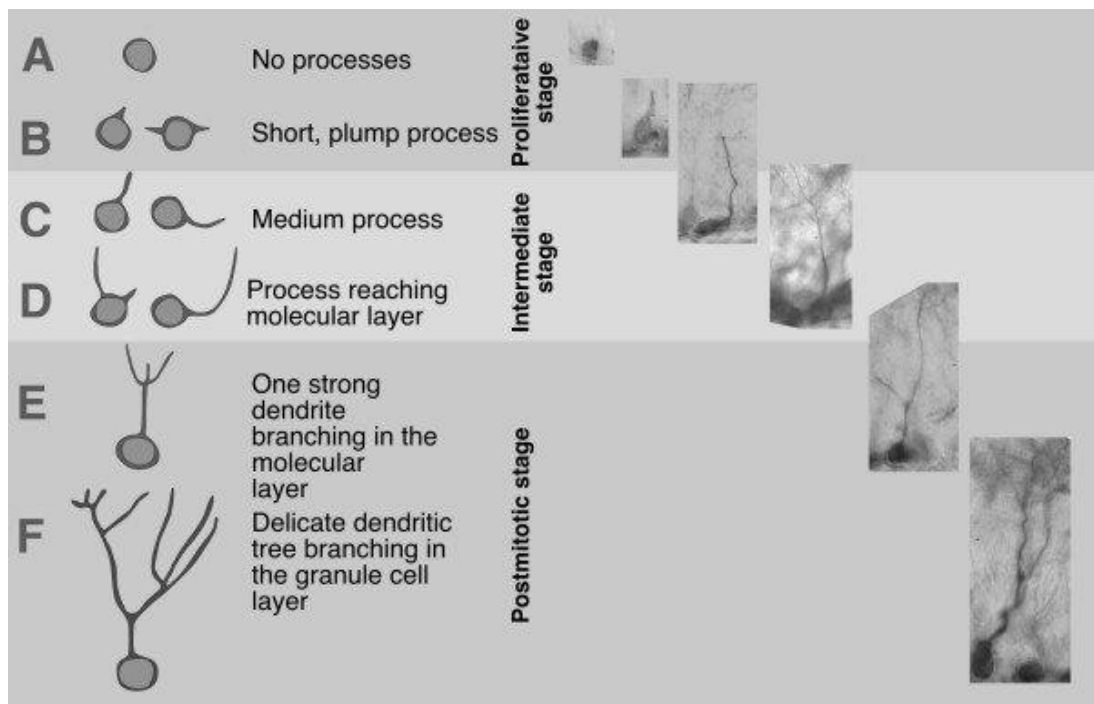 A
No processes
B
Short, plump process
Proliferataive
stage
C
Medium process
D
Process reaching
molecular layer
Intermediate
stage
E
One strong
dendrite
branching in the
molecular
layer
F
Delicate dendritic
tree branching in
the granule cell
layer
Postmitotic stage